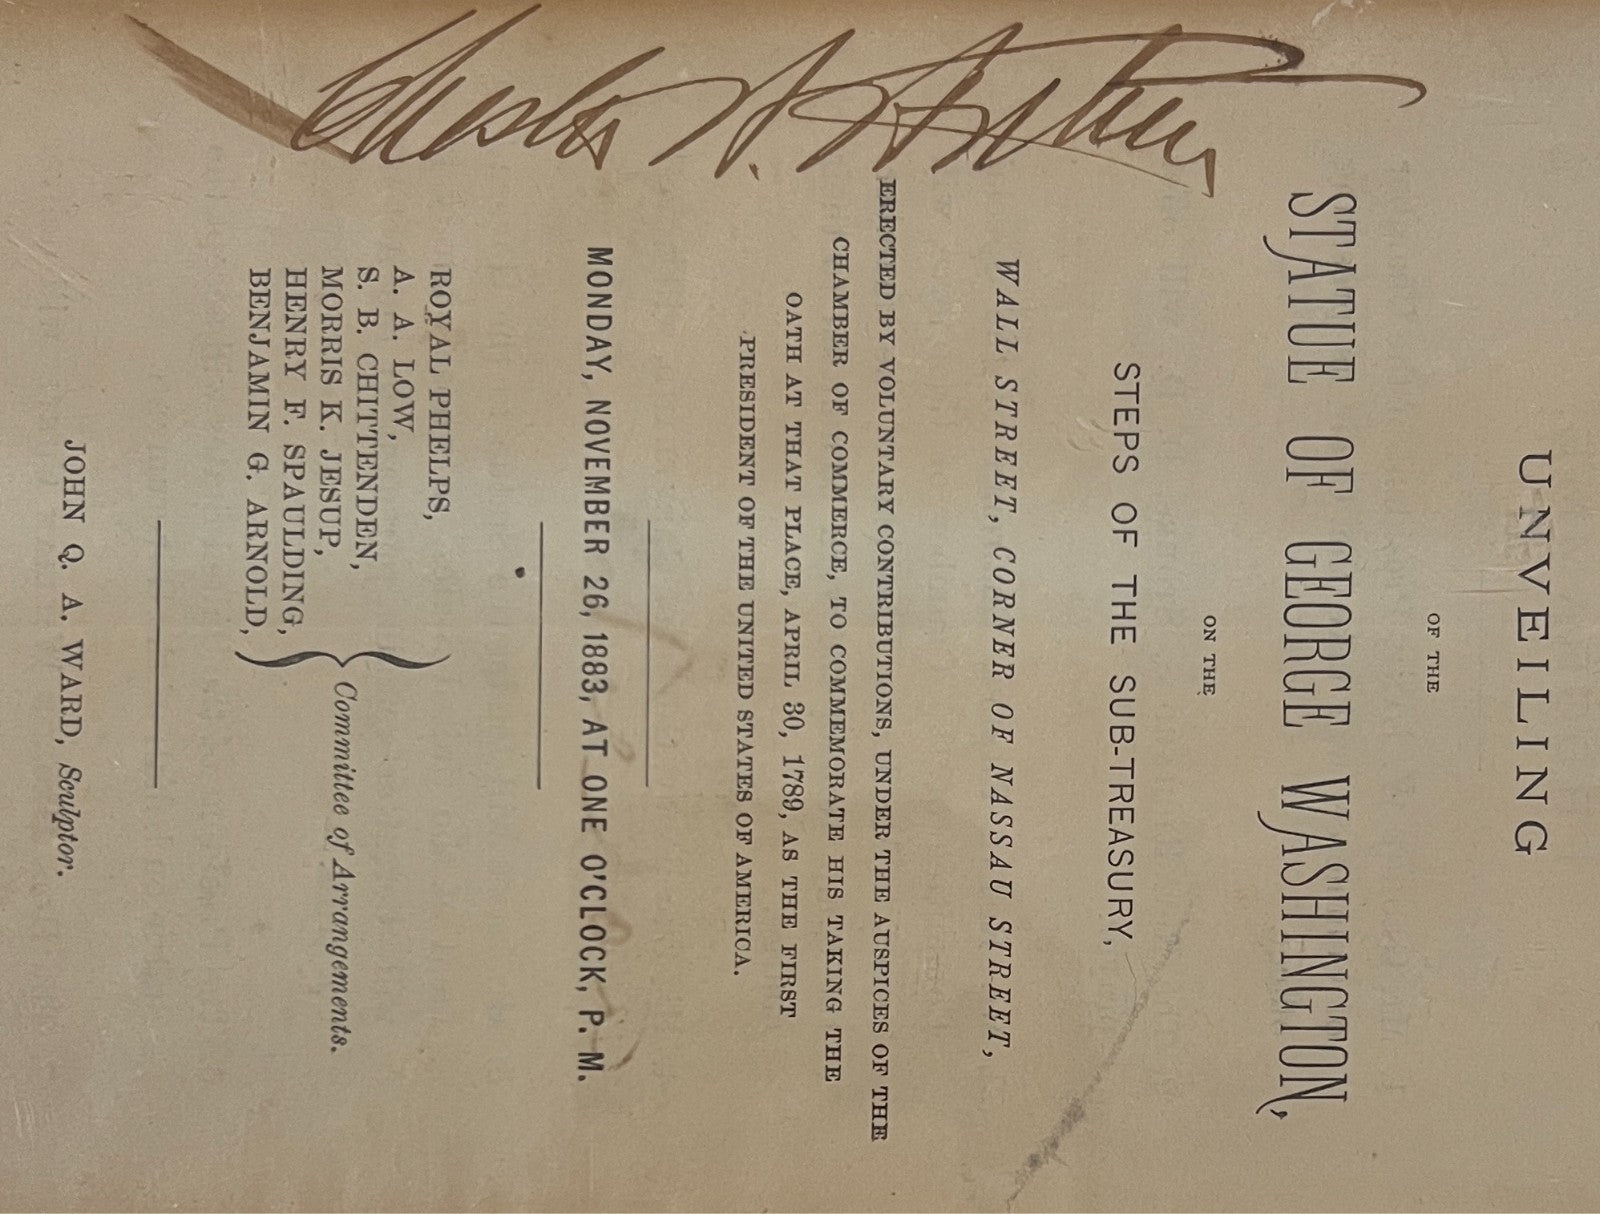 UNVEILING
OF THE
STATUE OF GEORGE WASHINGTON,
ON THE
STEPS OF THE SUB-TREASURY,
WALL STREET, CORNER OF NASSAU STREET,
ERECTED BY VOLUNTARY CONTRIBUTIONS, UNDER THE AUSPICES OF THE
CHAMBER OF COMMERCE, TO COMMEMORATE HIS TAKING THE
OATH AT THAT PLACE, APRIL 30, 1789, AS THE FIRST
PRESIDENT OF THE UNITED STATES OF AMERICA.
MONDAY, NOVEMBER 26, 1883, AT ONE O'CLOCK, P. M.
ROYAL PHELPS,
A. A. LOW,
S. B. CHITTENDEN,
MORRIS K. JESUP,
HENRY F. SPAULDING,
BENJAMIN G. ARNOLD,
Committee of Arrangements.
JOHN Q. A. WARD, Sculptor.
Chester A. Arthur